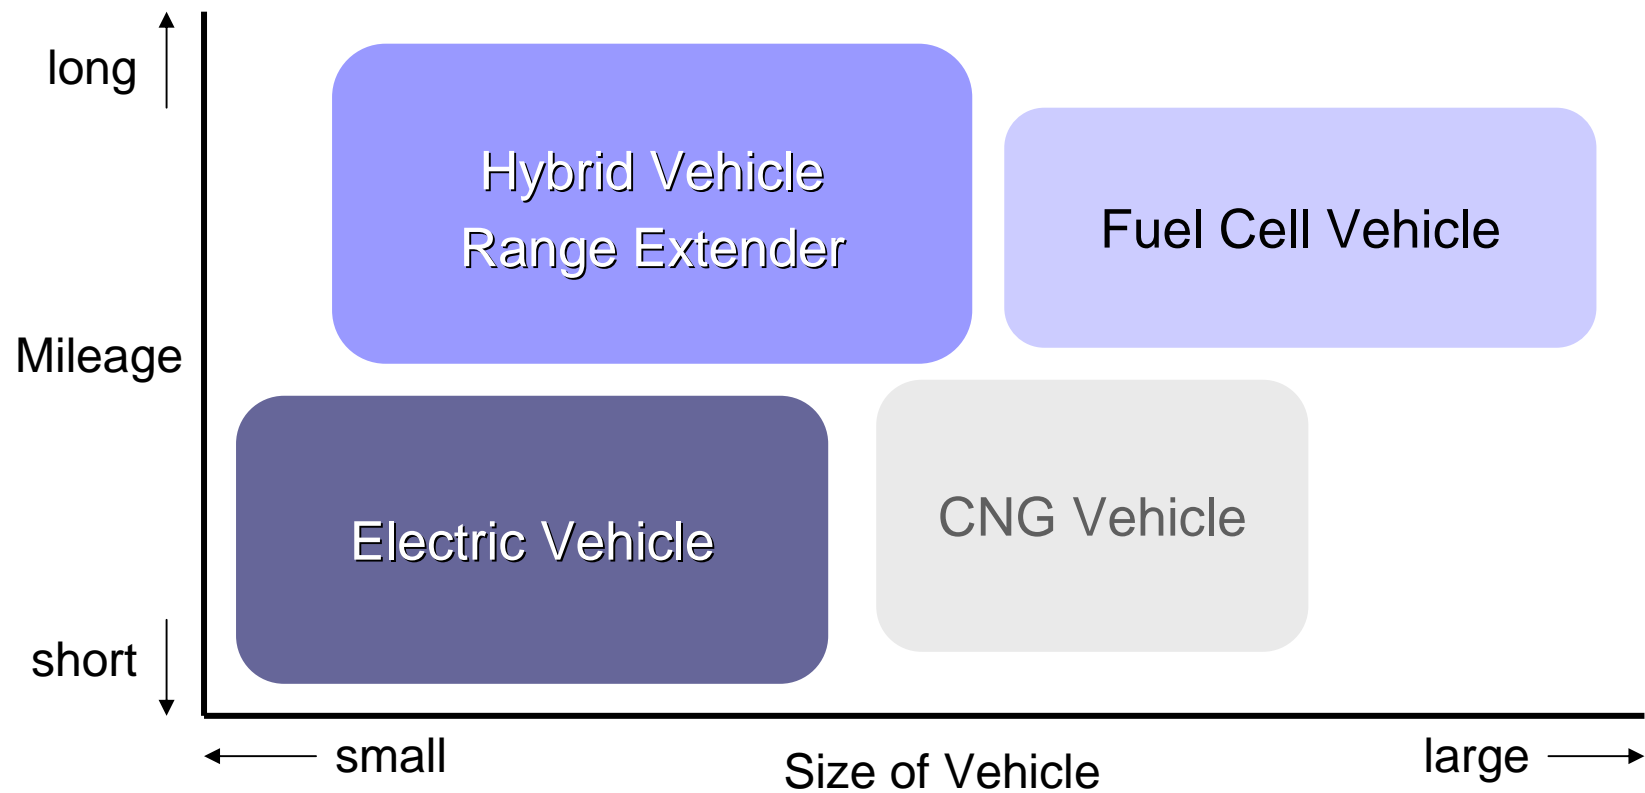 long
Hybrid Vehicle
Range Extender
Fuel Cell Vehicle
Mileage
Electric Vehicle
CNG Vehicle
short
small
Size of Vehicle
large